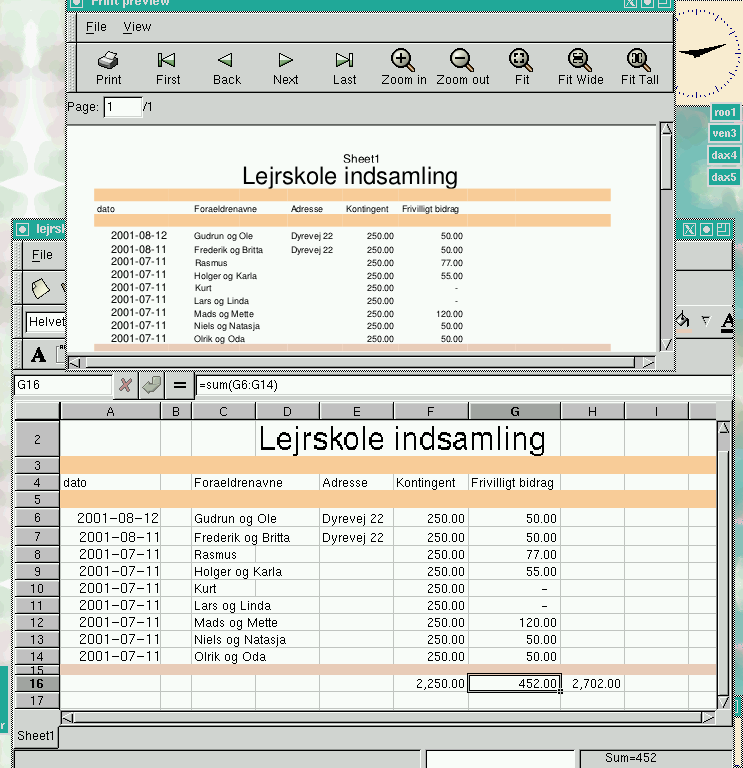 Print preview
File View
Print First Back Next Last Zoom in Zoom out Fit Fit Wide Fit Tall
Page: 1 /1
roo1
ven3
dax4
dax5
Sheet1
Lejrskole indsamling
dato Foraeldrenavne Adresse Kontingent Frivilligt bidrag
2001-08-12 Gudrun og Ole Dyrevej 22 250.00 50.00
2001-08-11 Frederik og Britta Dyrevej 22 250.00 50.00
2001-07-11 Rasmus 250.00 77.00
2001-07-11 Holger og Karla 250.00 55.00
2001-07-11 Kurt 250.00 -
2001-07-11 Lars og Linda 250.00 -
2001-07-11 Mads og Mette 250.00 120.00
2001-07-11 Niels og Natasja 250.00 50.00
2001-07-11 Olrik og Oda 250.00 50.00
lejrs
File
Helvet
A A
G16 =sum(G6:G14)
A B C D E F G H I
2 Lejrskole indsamling
3
4 dato Foraeldrenavne Adresse Kontingent Frivilligt bidrag
5
6 2001-08-12 Gudrun og Ole Dyrevej 22 250.00 50.00
7 2001-08-11 Frederik og Britta Dyrevej 22 250.00 50.00
8 2001-07-11 Rasmus 250.00 77.00
9 2001-07-11 Holger og Karla 250.00 55.00
10 2001-07-11 Kurt 250.00 -
11 2001-07-11 Lars og Linda 250.00 -
12 2001-07-11 Mads og Mette 250.00 120.00
13 2001-07-11 Niels og Natasja 250.00 50.00
14 2001-07-11 Olrik og Oda 250.00 50.00
15
16 2,250.00 452.00 2,702.00
17
Sheet1
Sum=452